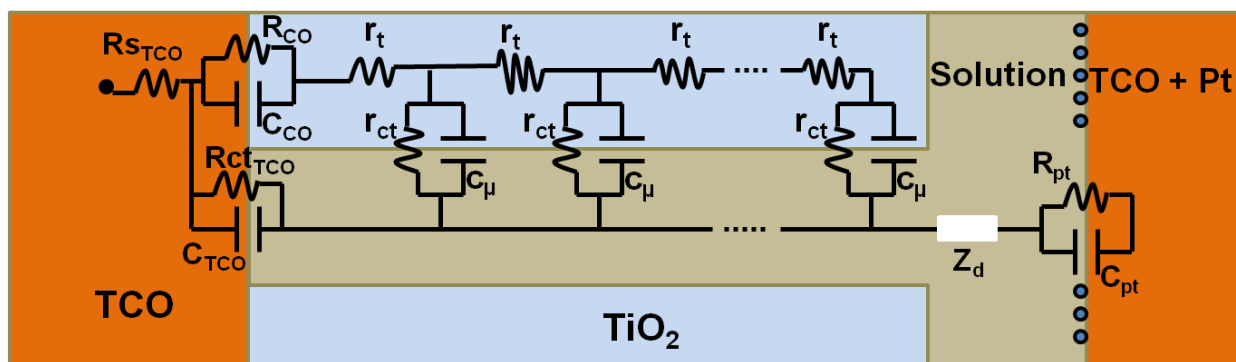 Rs_TCO
R_CO
r_t
r_t
r_t
r_t
C_CO
Solution
TCO + Pt
r_ct
c_μ
r_ct
c_μ
r_ct
c_μ
Rct_TCO
C_TCO
R_pt
Z_d
C_pt
TCO
TiO₂